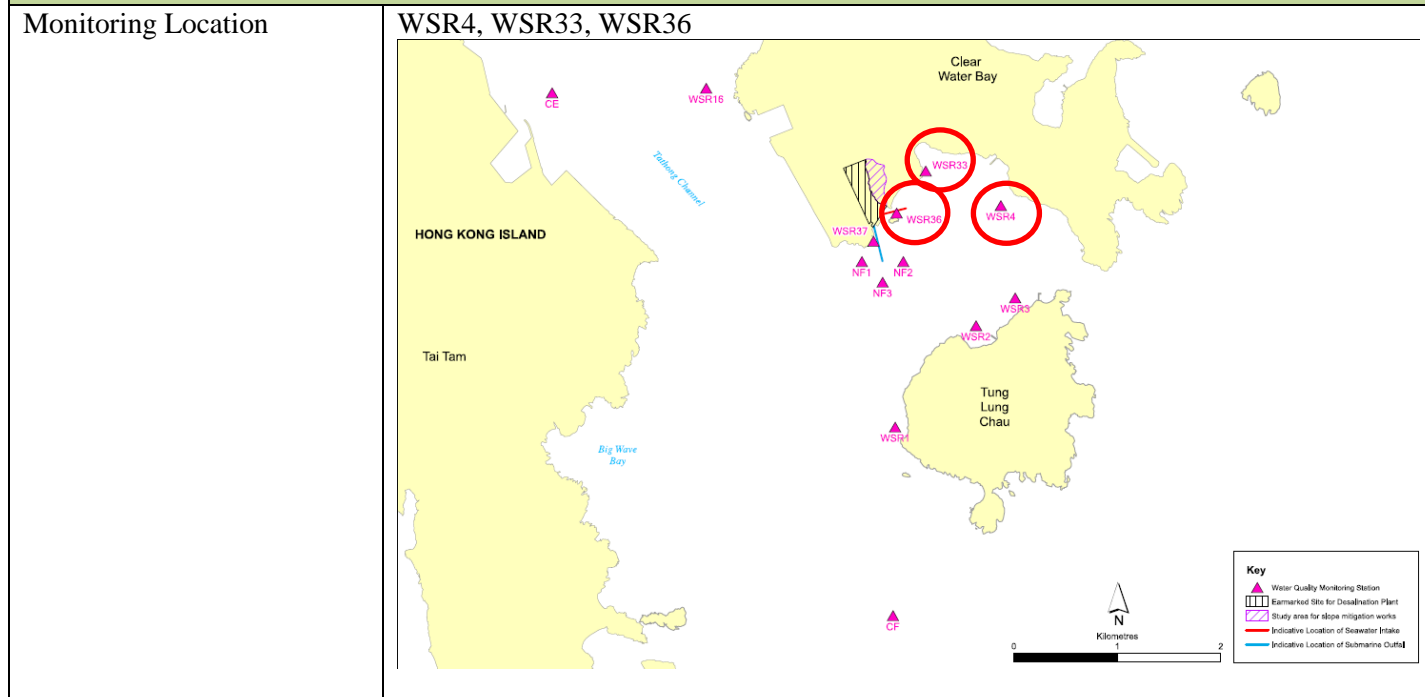 Monitoring Location
WSR4, WSR33, WSR36
Clear
Water Bay
CE
WSR16
Tathong Channel
WSR33
WSR36
WSR4
HONG KONG ISLAND
WSR37
NF1
NF2
NF3
WSR3
WSR2
Tai Tam
Tung
Lung
Chau
WSR1
Big Wave
Bay
CF
N
Kilometres
0 1 2
Key
Water Quality Monitoring Station
Earmarked Site for Desalination Plant
Study area for slope mitigation works
Indicative Location of Seawater Intake
Indicative Location of Submarine Outfall